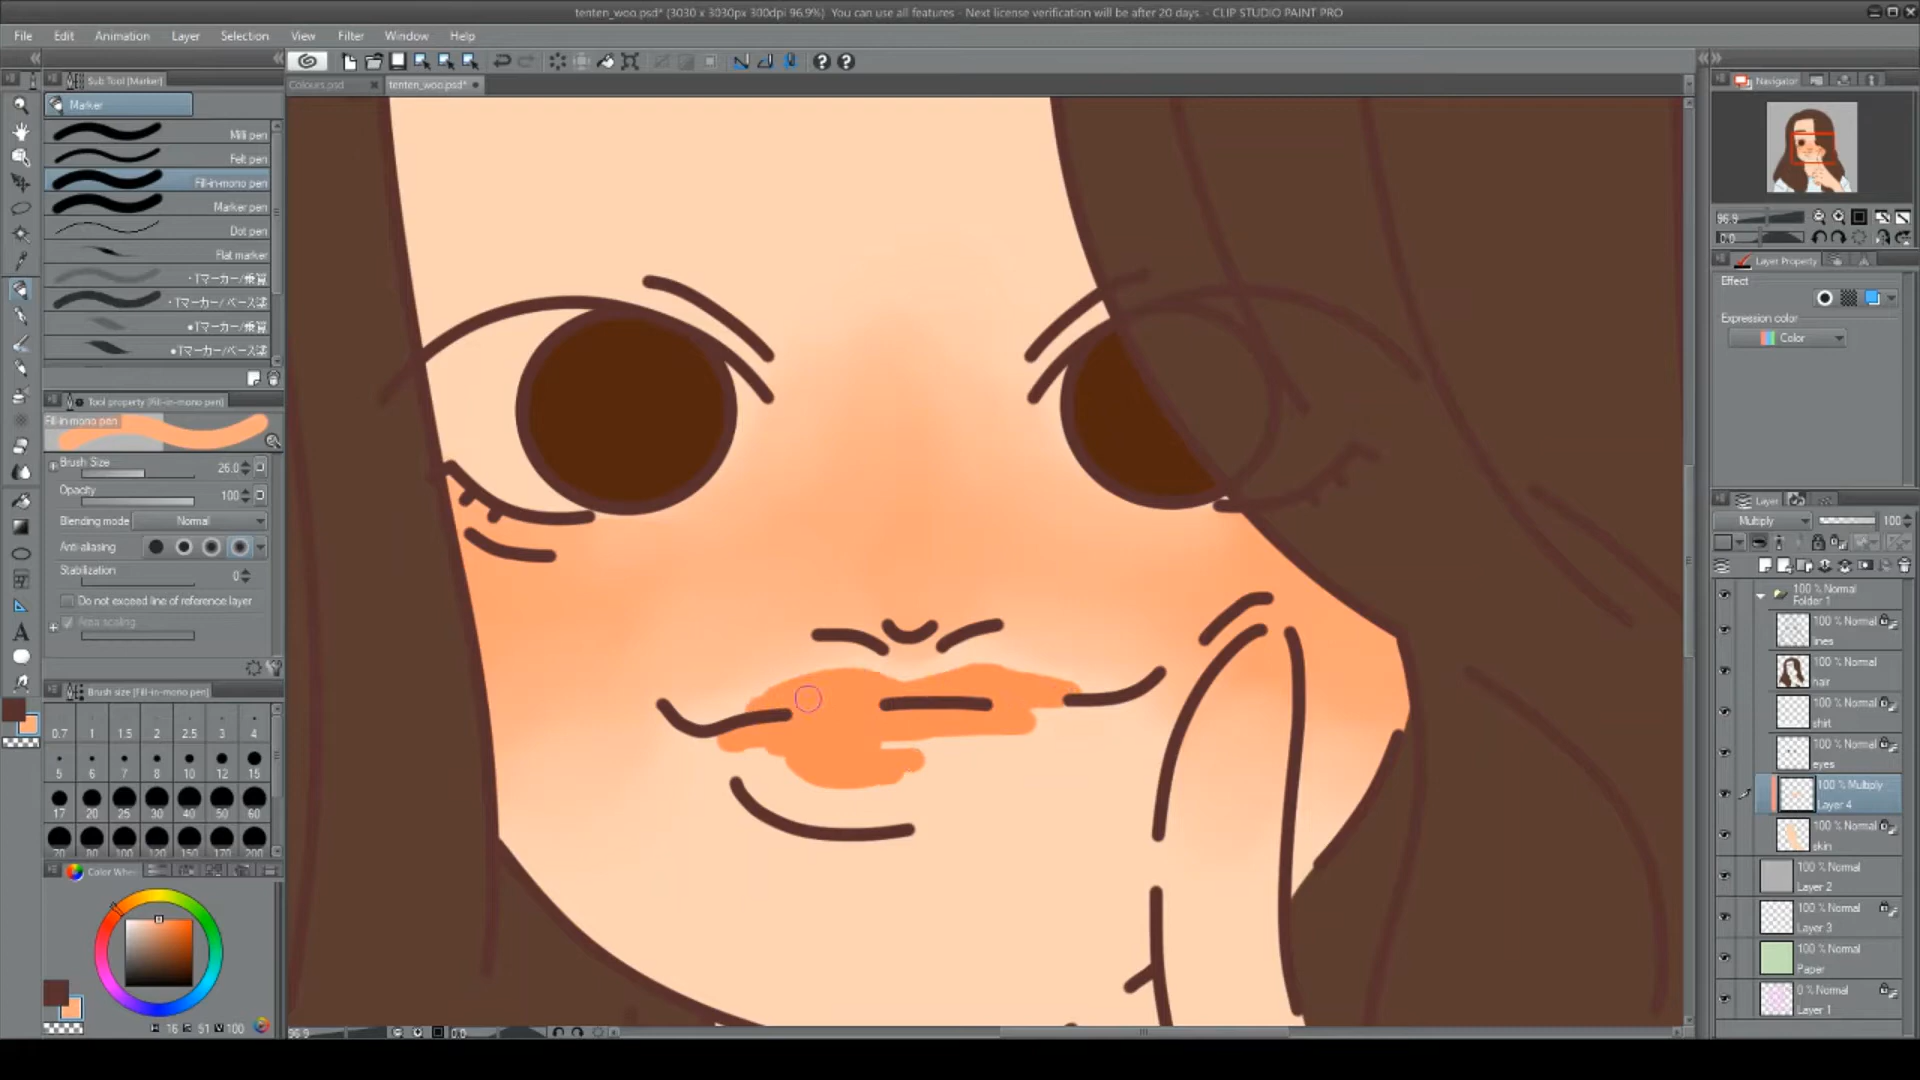 tenten_woo.psd* (3030 x 3030px 300dpi 96.9%)  You can use all features - Next license verification will be after 20 days. - CLIP STUDIO PAINT PRO
File Edit Animation Layer Selection View Filter Window Help
Sub Tool [Marker]
Colours.psd tenten_woo.psd*
Navigator
Marker
Milli pen
Felt pen
Fill-in-mono pen
Marker pen
Dot pen
Flat marker
・Tマーカー/重質
・Tマーカー/ベース塗
●Tマーカー/重質
●Tマーカー/ベース塗
Tool property [Fill-in-mono pen]
Fill-in-mono pen
Brush Size 26.0
Opacity 100
Blending mode Normal
Anti-aliasing
Stabilization 0
Do not exceed line of reference layer
Area scaling
Brush size [Fill-in-mono pen]
0.7 1 1.5 2 2.5 3 4
5 6 7 8 10 12 15
17 20 25 30 40 50 60
70 80 100 120 150 170 200
Color Whe
H 16 S 51 V 100
96.9 0.0
96.9
0.0
Layer Property
Effect
Expression color
Color
Layer
Multiply 100
100 % Normal
Folder 1
100 % Normal
lines
100 % Normal
hair
100 % Normal
shirt
100 % Normal
eyes
100 % Multiply
Layer 4
100 % Normal
skin
100 % Normal
Layer 2
100 % Normal
Layer 3
100 % Normal
Paper
0 % Normal
Layer 1